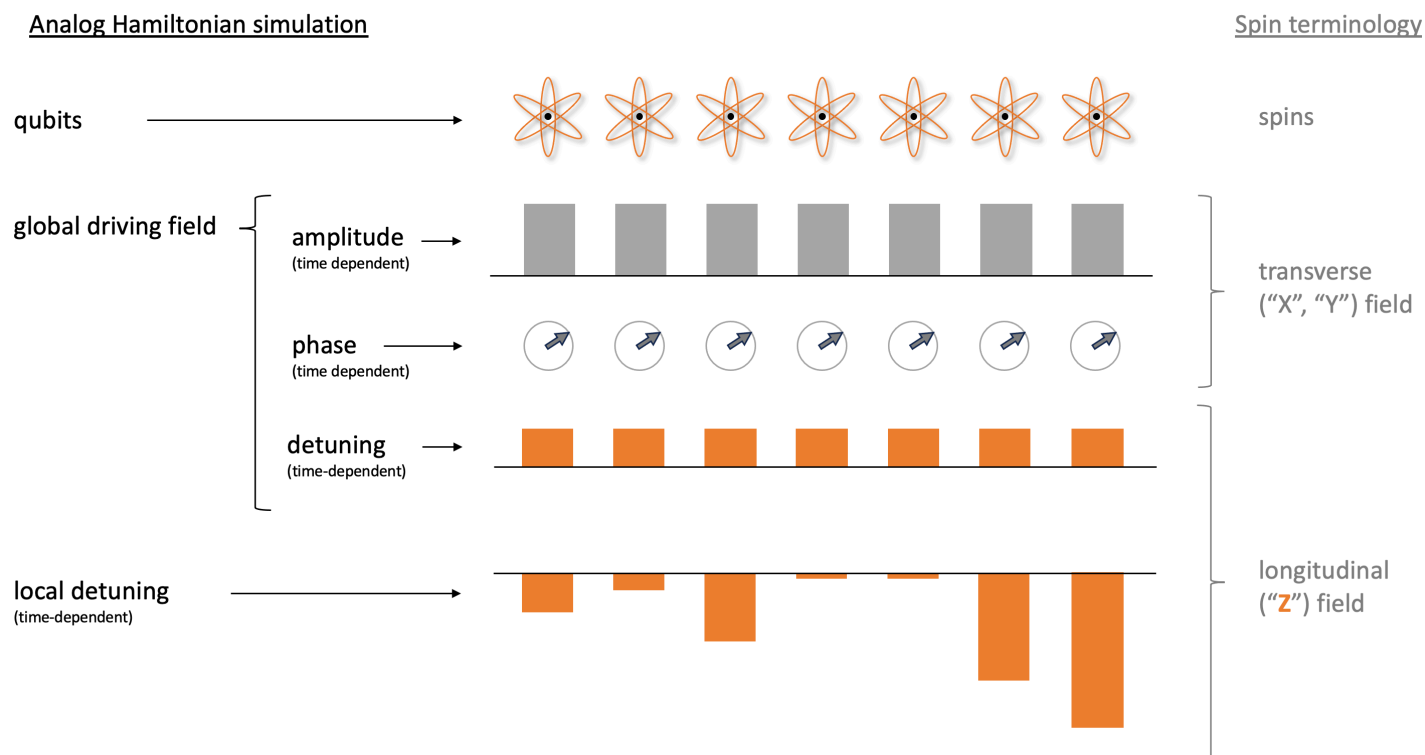 Analog Hamiltonian simulation
Spin terminology
qubits
spins
global driving field
amplitude
(time dependent)
transverse
(“X”, “Y”) field
phase
(time dependent)
detuning
(time-dependent)
local detuning
(time-dependent)
longitudinal
(“Z”) field